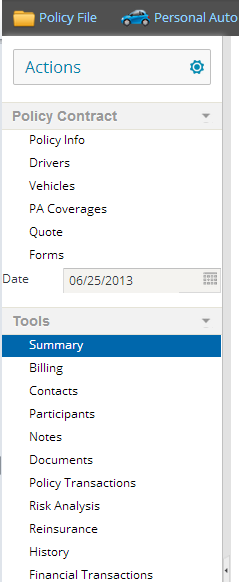 Policy File Personal Auto
Actions
Policy Contract
Policy Info
Drivers
Vehicles
PA Coverages
Quote
Forms
Date 06/25/2013
Tools
Summary
Billing
Contacts
Participants
Notes
Documents
Policy Transactions
Risk Analysis
Reinsurance
History
Financial Transactions